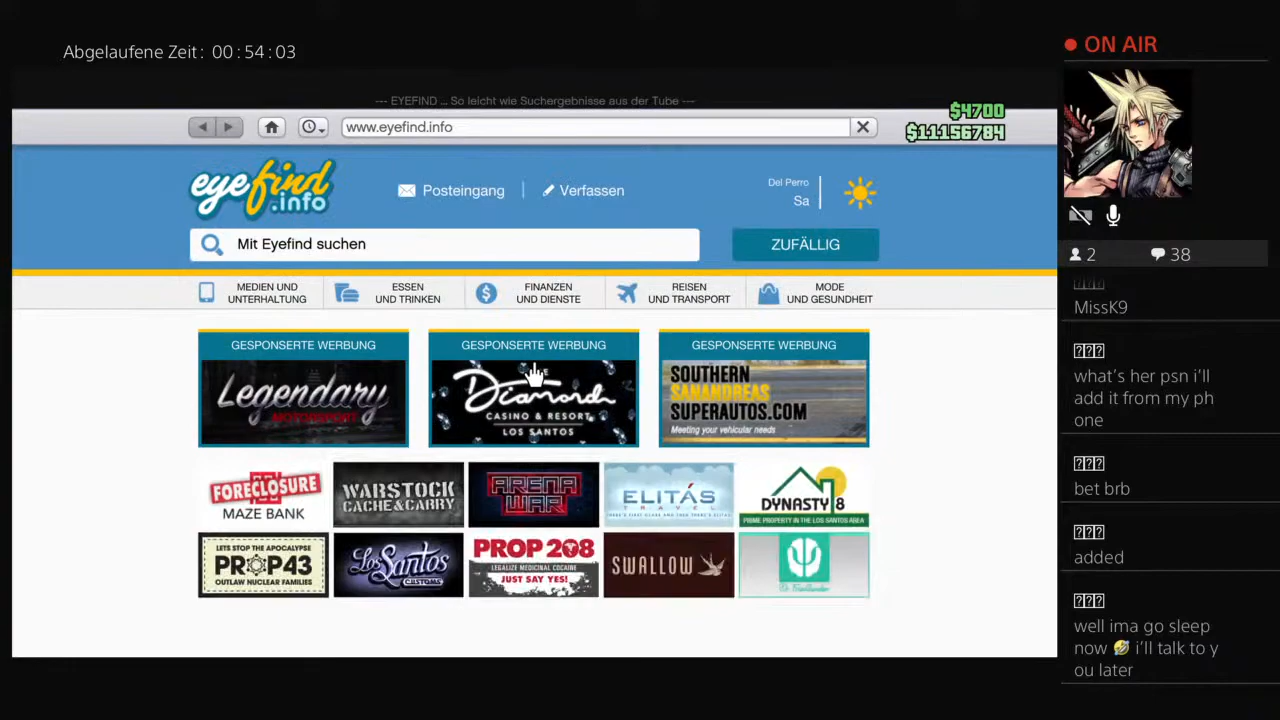 Abgelaufene Zeit: 00:54:03
ON AIR
--- EYEFIND ... So leicht wie Suchergebnisse aus der Tube ---
www.eyefind.info
$4700
$11156784
eyefind
.info
Posteingang
Verfassen
Del Perro
Sa
Mit Eyefind suchen
ZUFÄLLIG
MEDIEN UND
UNTERHALTUNG
ESSEN
UND TRINKEN
FINANZEN
UND DIENSTE
REISEN
UND TRANSPORT
MODE
UND GESUNDHEIT
GESPONSERTE WERBUNG
Legendary
MOTORSPORT
GESPONSERTE WERBUNG
THE
Diamond
CASINO & RESORT
LOS SANTOS
GESPONSERTE WERBUNG
SOUTHERN
SANANDREAS
SUPERAUTOS.COM
Meeting your vehicular needs
FORECLOSURE
MAZE BANK
WARSTOCK
CACHE & CARRY
ARENA
WAR
ELITÁS
TRAVEL
DYNASTY 8
PRIME PROPERTY IN THE LOS SANTOS AREA
LETS STOP THE APOCALYPSE
PROP43
OUTLAW NUCLEAR FAMILIES
Los Santos
CUSTOMS
PROP 208
LEGALIZE MEDICINAL COCAINE
JUST SAY YES!
SWALLOW
2
38
MissK9
what's her psn i'll
add it from my ph
one
bet brb
added
well ima go sleep
now 🤣 i'll talk to y
ou later